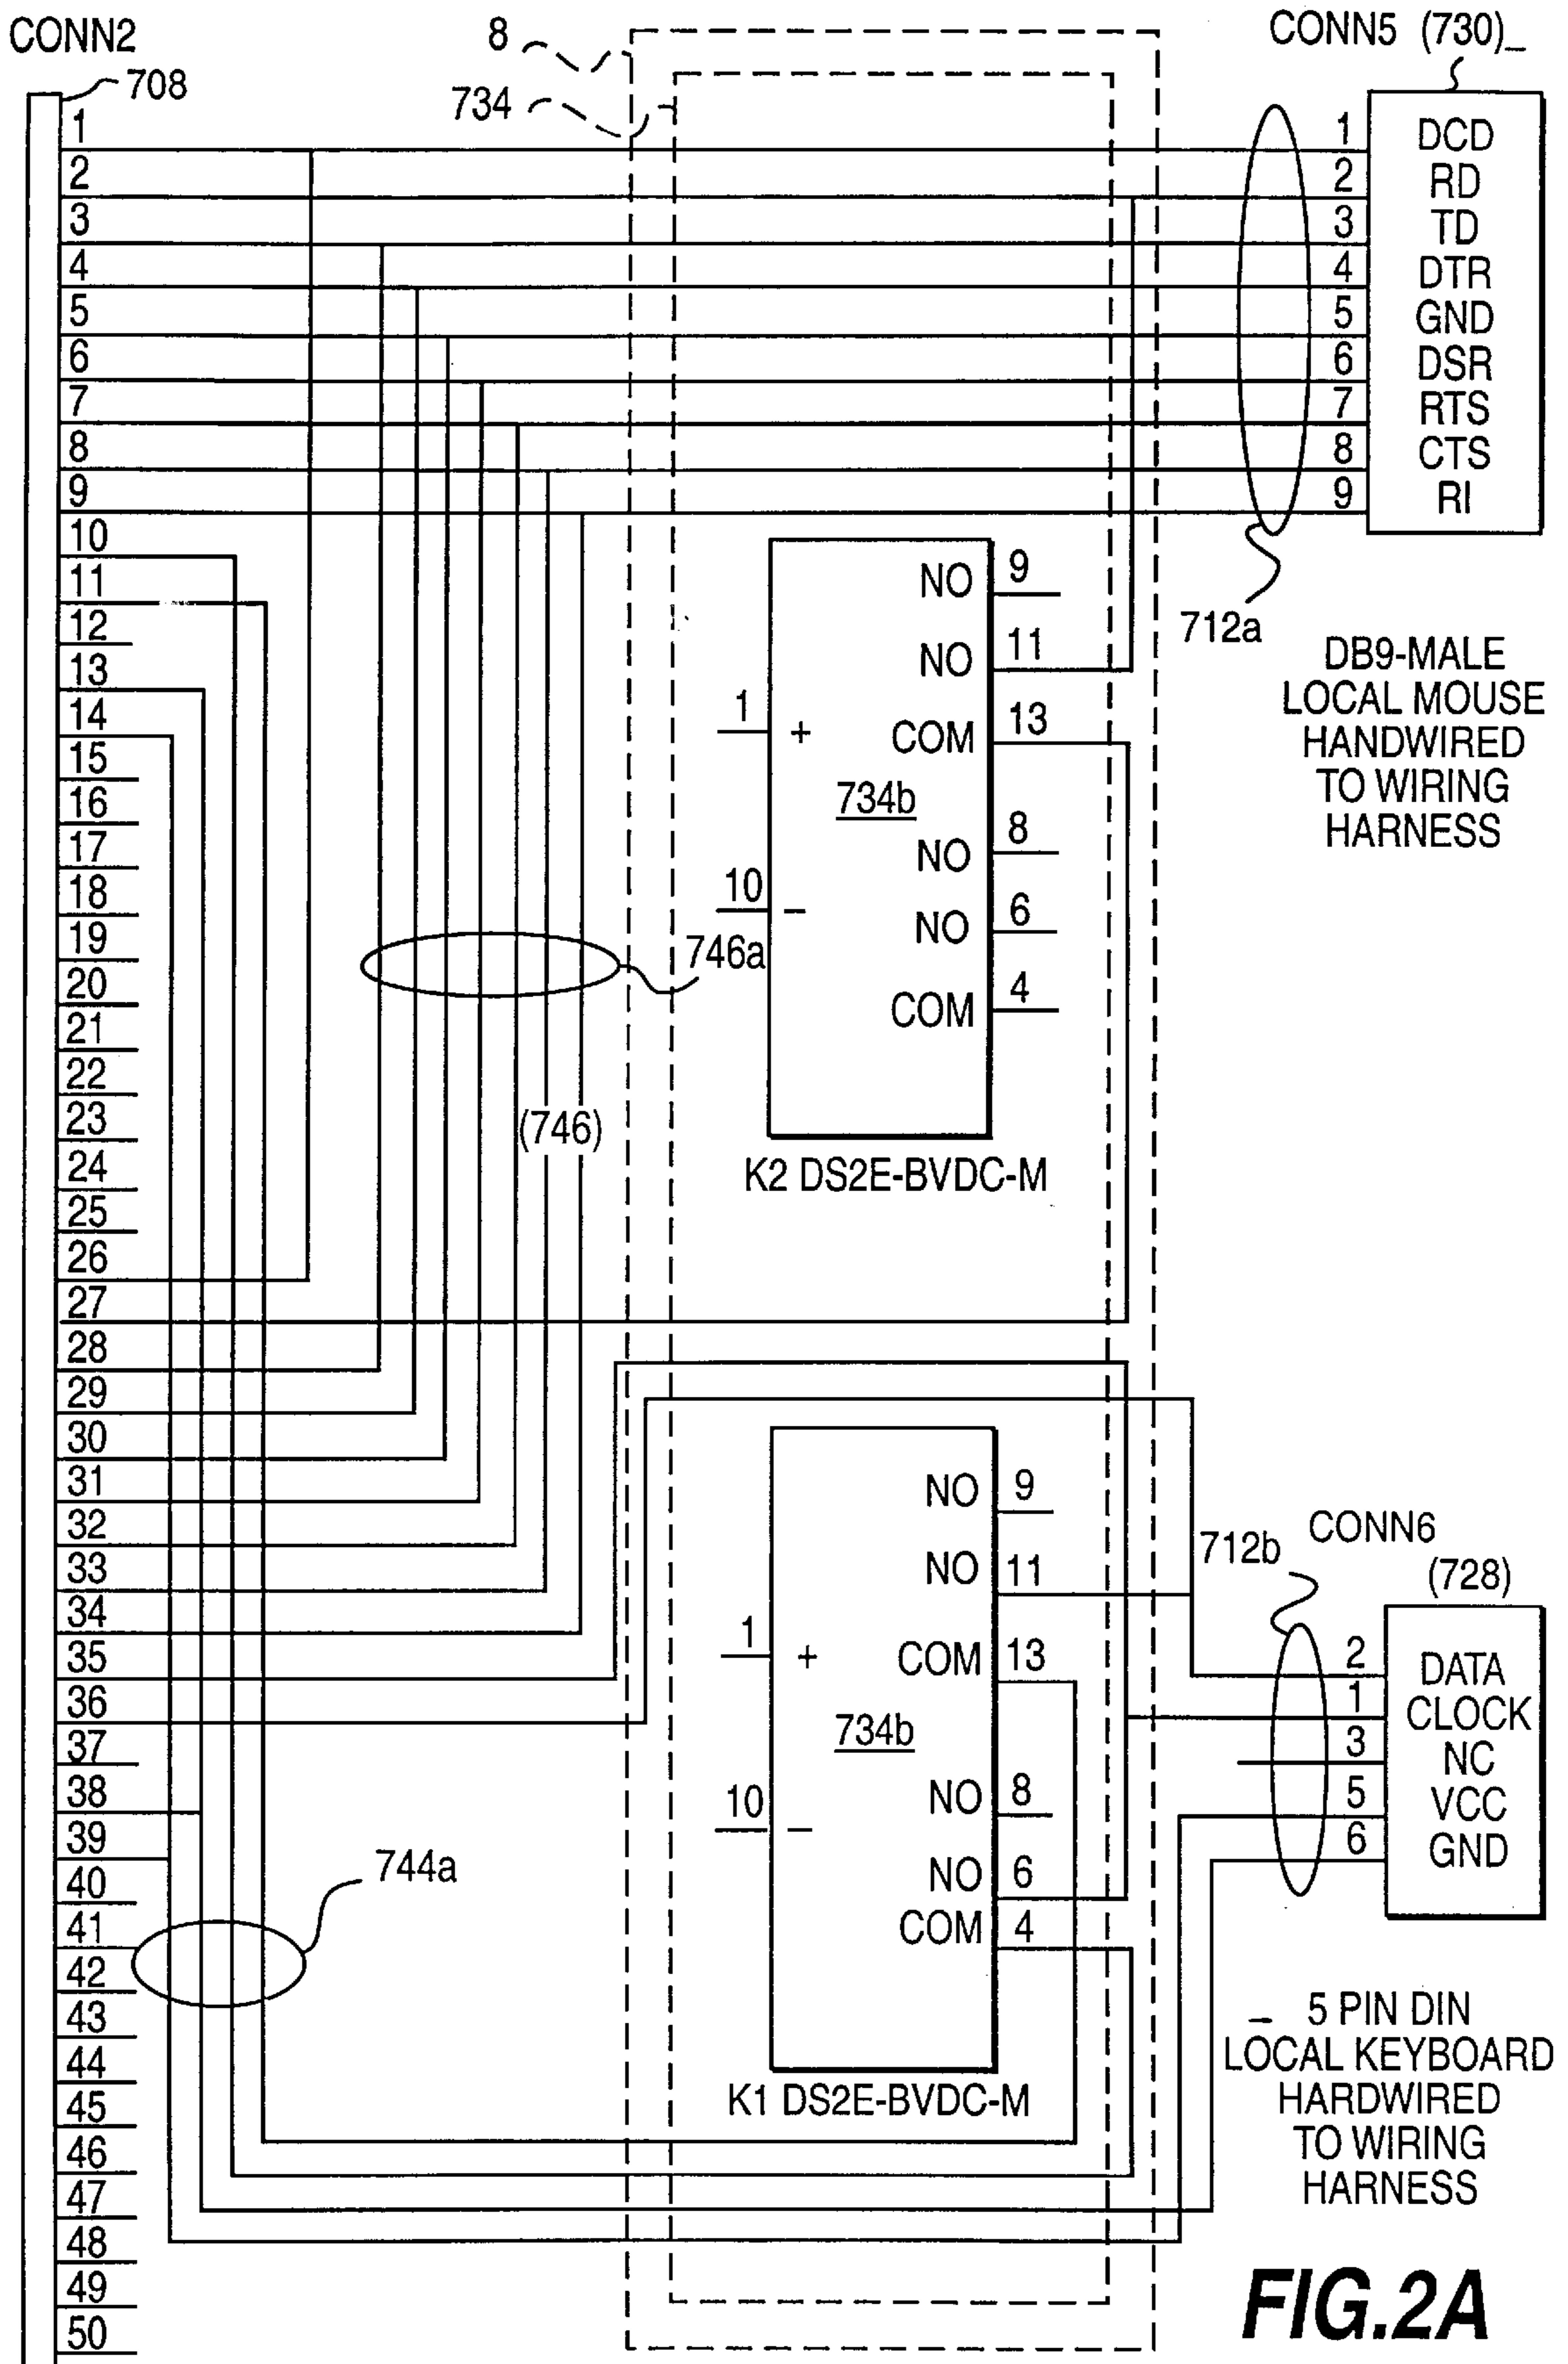 CONN2
708
8
734
CONN5 (730)_
1
2
3
4
5
6
7
8
9
10
11
12
13
14
15
16
17
18
19
20
21
22
23
24
25
26
27
28
29
30
31
32
33
34
35
36
37
38
39
40
41
42
43
44
45
46
47
48
49
50
1 DCD
2 RD
3 TD
4 DTR
5 GND
6 DSR
7 RTS
8 CTS
9 RI
712a
DB9-MALE
LOCAL MOUSE
HANDWIRED
TO WIRING
HARNESS
NO 9
NO 11
1 + COM 13
734b
NO 8
10 − NO 6
COM 4
746a
(746)
K2 DS2E-BVDC-M
NO 9
NO 11
1 + COM 13
734b
10 − NO 8
NO 6
COM 4
K1 DS2E-BVDC-M
744a
712b
CONN6
(728)
2 DATA
1 CLOCK
3 NC
5 VCC
6 GND
_ 5 PIN DIN
LOCAL KEYBOARD
HARDWIRED
TO WIRING
HARNESS
FIG.2A